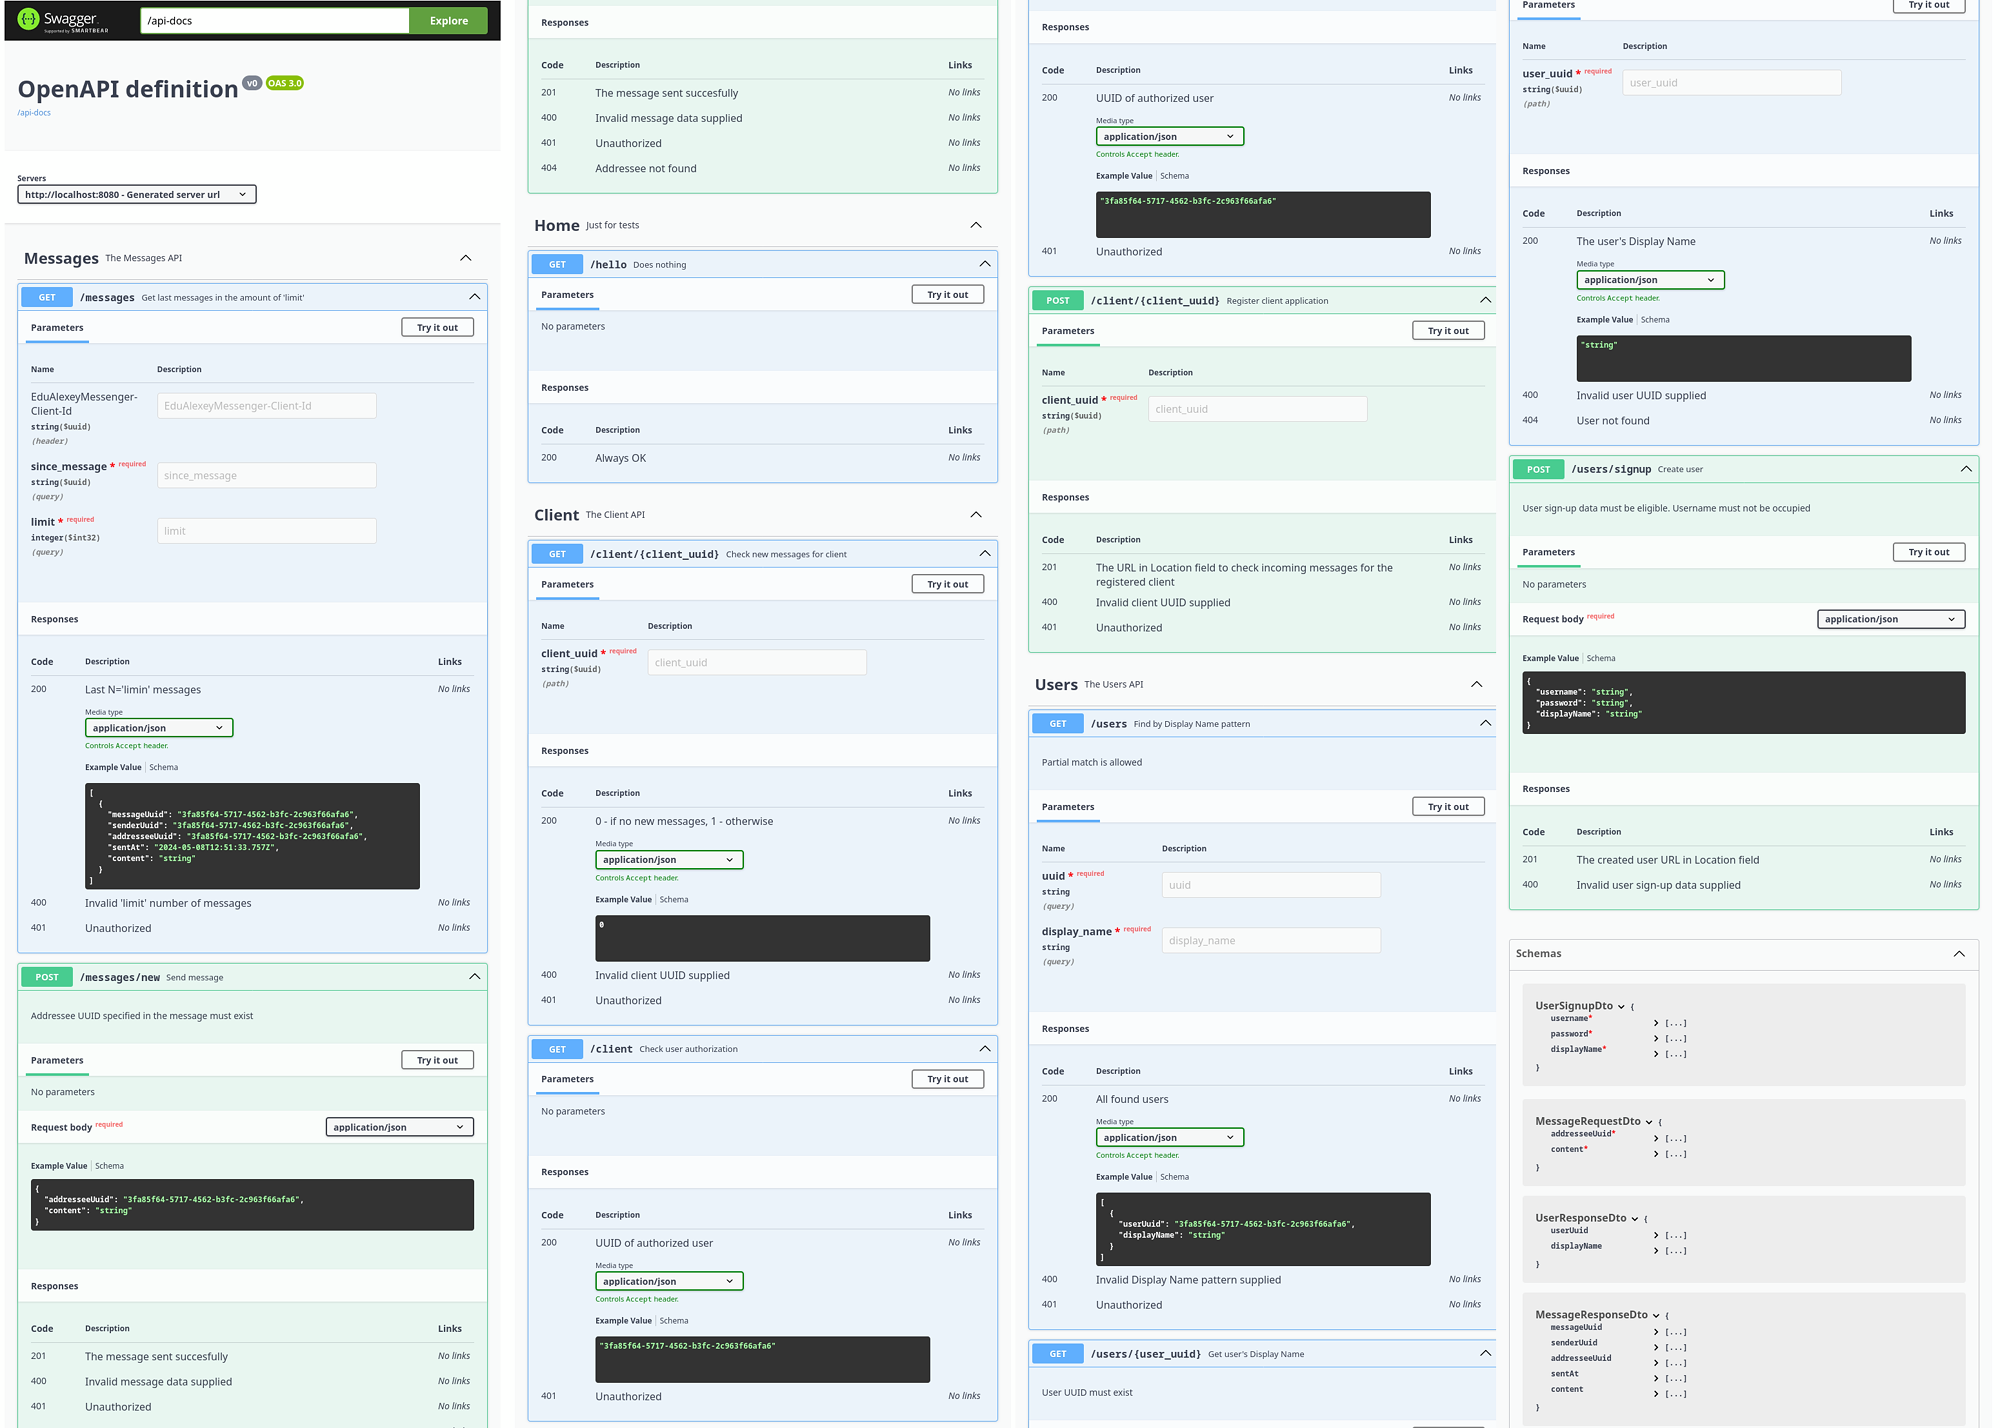 Swagger.
Supported by SMARTBEAR
/api-docs
Explore
OpenAPI definition v0 OAS 3.0
/api-docs
Servers
http://localhost:8080 - Generated server url
Messages The Messages API
GET /messages Get last messages in the amount of 'limit'
Parameters
Try it out
Name Description
EduAlexeyMessenger-
Client-Id
string($uuid)
(header)
EduAlexeyMessenger-Client-Id
since_message * required
string($uuid)
(query)
since_message
limit * required
integer($int32)
(query)
limit
Responses
Code Description Links
200 Last N='limin' messages No links
Media type
application/json
Controls Accept header.
Example Value | Schema
[
{
"messageUuid": "3fa85f64-5717-4562-b3fc-2c963f66afa6",
"senderUuid": "3fa85f64-5717-4562-b3fc-2c963f66afa6",
"addresseeUuid": "3fa85f64-5717-4562-b3fc-2c963f66afa6",
"sentAt": "2024-05-08T12:51:33.757Z",
"content": "string"
}
]
400 Invalid 'limit' number of messages No links
401 Unauthorized No links
POST /messages/new Send message
Addressee UUID specified in the message must exist
Parameters
Try it out
No parameters
Request body required
application/json
Example Value | Schema
{
"addresseeUuid": "3fa85f64-5717-4562-b3fc-2c963f66afa6",
"content": "string"
}
Responses
Code Description Links
201 The message sent succesfully No links
400 Invalid message data supplied No links
401 Unauthorized No links
Responses
Code Description Links
201 The message sent succesfully No links
400 Invalid message data supplied No links
401 Unauthorized No links
404 Addressee not found No links
Home Just for tests
GET /hello Does nothing
Parameters
Try it out
No parameters
Responses
Code Description Links
200 Always OK No links
Client The Client API
GET /client/{client_uuid} Check new messages for client
Parameters
Try it out
Name Description
client_uuid * required
string($uuid)
(path)
client_uuid
Responses
Code Description Links
200 0 - if no new messages, 1 - otherwise No links
Media type
application/json
Controls Accept header.
Example Value | Schema
0
400 Invalid client UUID supplied No links
401 Unauthorized No links
GET /client Check user authorization
Parameters
Try it out
No parameters
Responses
Code Description Links
200 UUID of authorized user No links
Media type
application/json
Controls Accept header.
Example Value | Schema
"3fa85f64-5717-4562-b3fc-2c963f66afa6"
401 Unauthorized No links
Responses
Code Description Links
200 UUID of authorized user No links
Media type
application/json
Controls Accept header.
Example Value | Schema
"3fa85f64-5717-4562-b3fc-2c963f66afa6"
401 Unauthorized No links
POST /client/{client_uuid} Register client application
Parameters
Try it out
Name Description
client_uuid * required
string($uuid)
(path)
client_uuid
Responses
Code Description Links
201 The URL in Location field to check incoming messages for the No links
registered client
400 Invalid client UUID supplied No links
401 Unauthorized No links
Users The Users API
GET /users Find by Display Name pattern
Partial match is allowed
Parameters
Try it out
Name Description
uuid * required
string
(query)
uuid
display_name * required
string
(query)
display_name
Responses
Code Description Links
200 All found users No links
Media type
application/json
Controls Accept header.
Example Value | Schema
[
{
"userUuid": "3fa85f64-5717-4562-b3fc-2c963f66afa6",
"displayName": "string"
}
]
400 Invalid Display Name pattern supplied No links
401 Unauthorized No links
GET /users/{user_uuid} Get user's Display Name
User UUID must exist
Parameters
Try it out
Name Description
user_uuid * required
string($uuid)
(path)
user_uuid
Responses
Code Description Links
200 The user's Display Name No links
Media type
application/json
Controls Accept header.
Example Value | Schema
"string"
400 Invalid user UUID supplied No links
404 User not found No links
POST /users/signup Create user
User sign-up data must be eligible. Username must not be occupied
Parameters
Try it out
No parameters
Request body required
application/json
Example Value | Schema
{
"username": "string",
"password": "string",
"displayName": "string"
}
Responses
Code Description Links
201 The created user URL in Location field No links
400 Invalid user sign-up data supplied No links
Schemas
UserSignupDto {
username* [...]
password* [...]
displayName* [...]
}
MessageRequestDto {
addresseeUuid* [...]
content* [...]
}
UserResponseDto {
userUuid [...]
displayName [...]
}
MessageResponseDto {
messageUuid [...]
senderUuid [...]
addresseeUuid [...]
sentAt [...]
content [...]
}